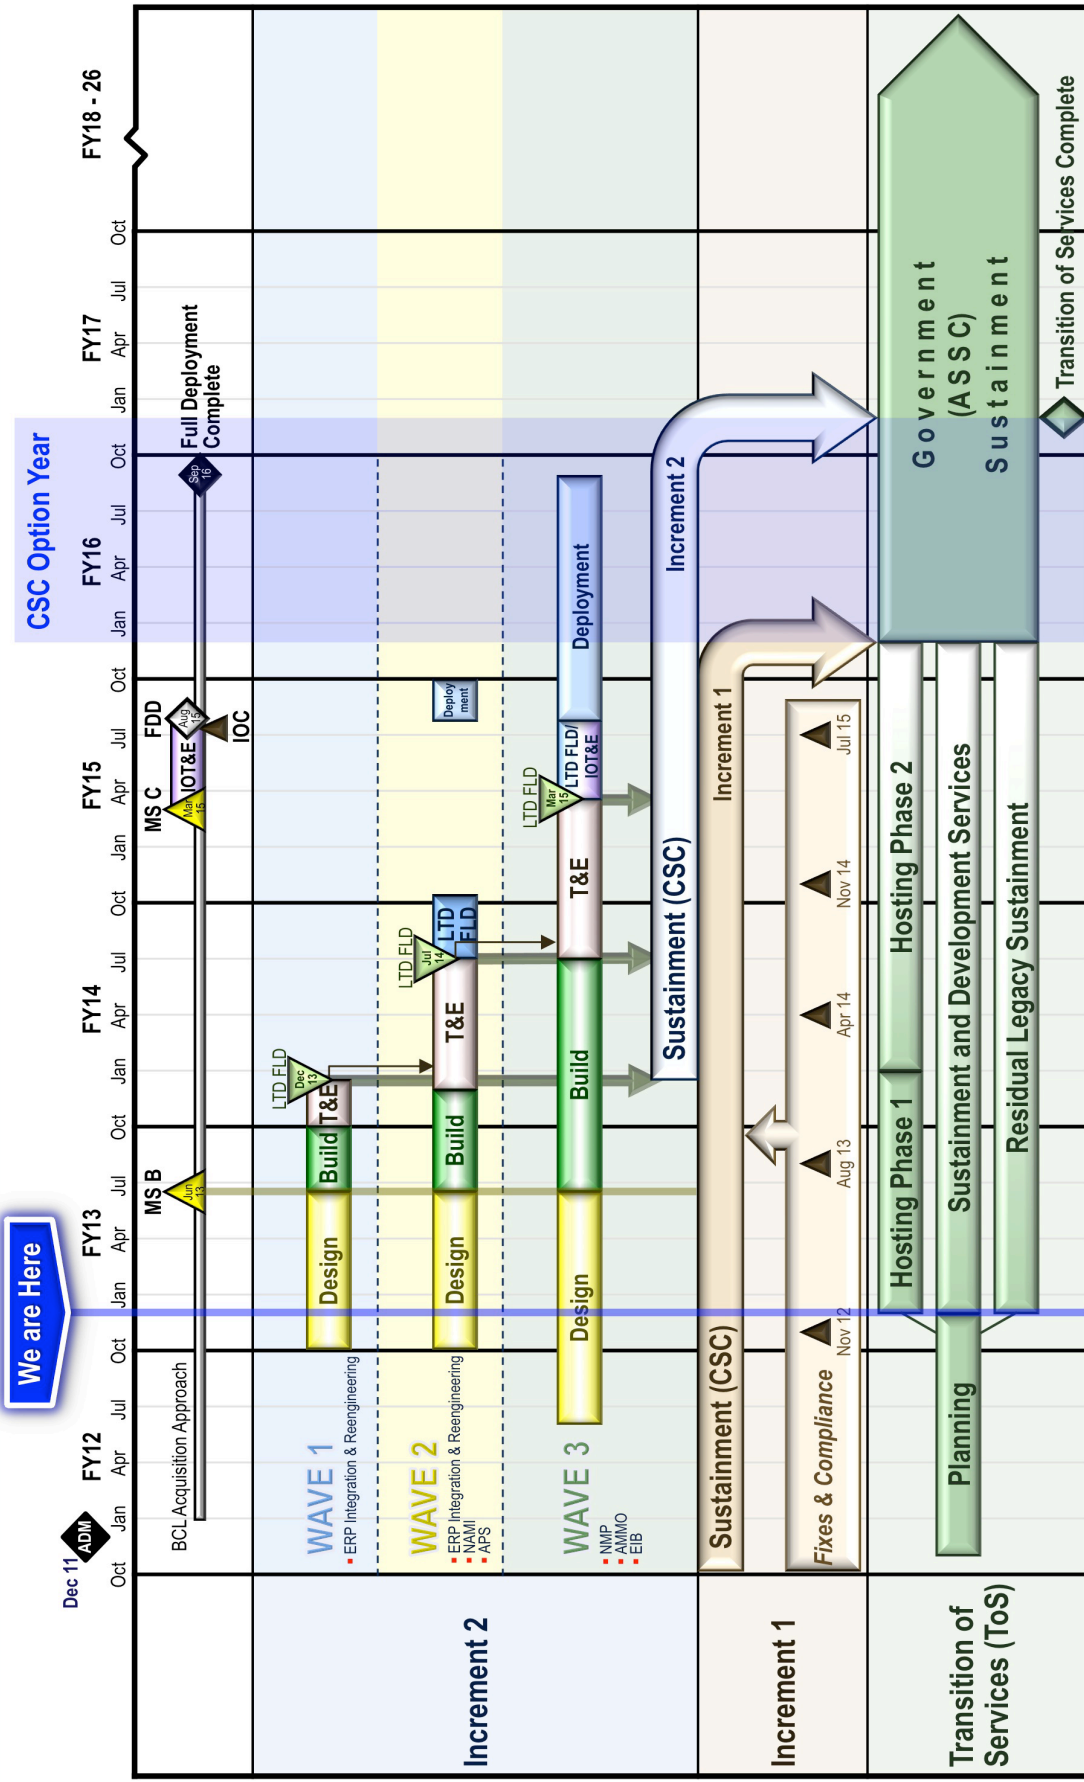 We are Here
CSC Option Year
Dec 11
ADM
FY12
FY13
FY14
FY15
FY16
FY17
FY18 - 26
Oct
Jan
Apr
Jul
Oct
Jan
Apr
Jul
Oct
Jan
Apr
Jul
Oct
Jan
Apr
Jul
Oct
Jan
Apr
Jul
Oct
Jan
Apr
Jul
Oct
BCL Acquisition Approach
MS B
Jun
13
MS C
Mar
15
IOT&E
FDD
Aug
15
IOC
Sep
16
Full Deployment
Complete
Increment 2
WAVE 1
ERP Integration & Reengineering
Design
Build
T&E
LTD FLD
Dec
13
WAVE 2
ERP Integration & Reengineering
NAMI
APS
Design
Build
T&E
LTD FLD
Jul
14
LTD
FLD
Deploy
ment
WAVE 3
NMP
AMMO
EIB
Design
Build
T&E
LTD FLD
Mar
15
LTD FLD/
IOT&E
Deployment
Sustainment (CSC)
Increment 2
Increment 1
Sustainment (CSC)
Increment 1
Fixes & Compliance
Nov 12
Aug 13
Apr 14
Nov 14
Jul 15
Transition of
Services (ToS)
Planning
Hosting Phase 1
Hosting Phase 2
Sustainment and Development Services
Residual Legacy Sustainment
Government
(ASSC)
Sustainment
Transition of Services Complete